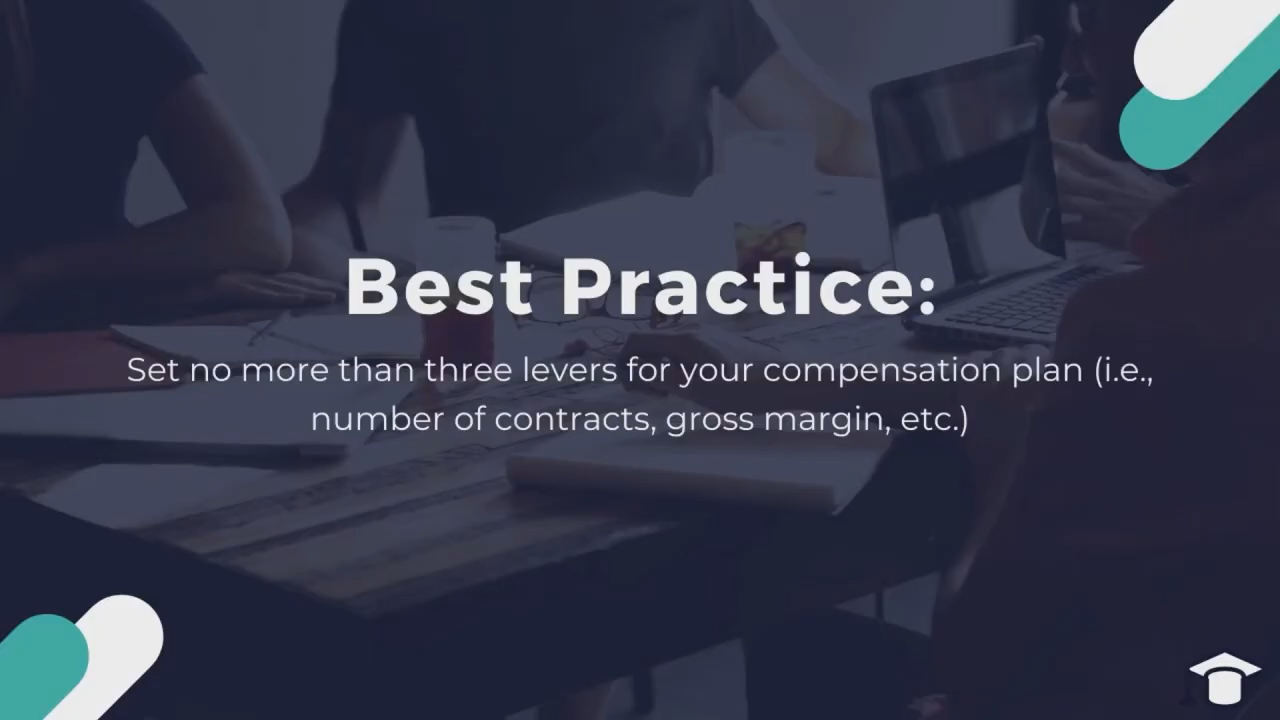 Best Practice:
Set no more than three levers for your compensation plan (i.e.,
number of contracts, gross margin, etc.)